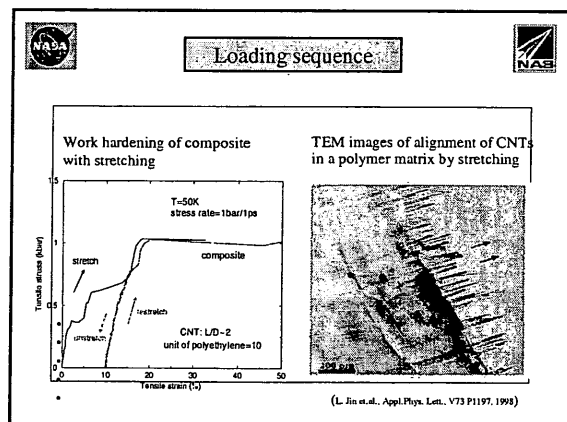 NASA
Loading sequence
NAS
Work hardening of composite
with stretching
TEM images of alignment of CNTs
in a polymer matrix by stretching
1.5
1
0.5
0
T=50K
stress rate=1bar/1ps
composite
stretch
unstretch
restretch
CNT: L/D~2
unit of polyethylene=10
Tensile stress (kbar)
0 10 20 30 40 50
Tensile strain (%)
(L. Jin et.al., Appl.Phys. Lett., V73 P1197, 1998)